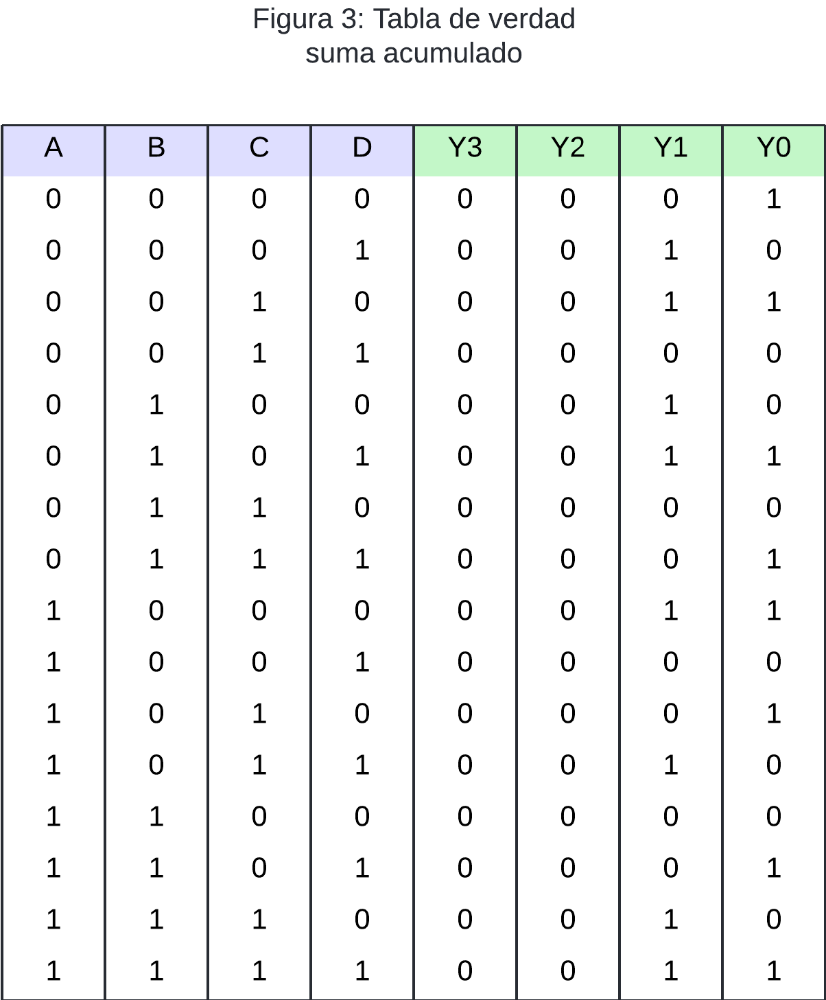 Figura 3: Tabla de verdad
suma acumulado
A B C D Y3 Y2 Y1 Y0
0 0 0 0 0 0 0 1
0 0 0 1 0 0 1 0
0 0 1 0 0 0 1 1
0 0 1 1 0 0 0 0
0 1 0 0 0 0 1 0
0 1 0 1 0 0 1 1
0 1 1 0 0 0 0 0
0 1 1 1 0 0 0 1
1 0 0 0 0 0 1 1
1 0 0 1 0 0 0 0
1 0 1 0 0 0 0 1
1 0 1 1 0 0 1 0
1 1 0 0 0 0 0 0
1 1 0 1 0 0 0 1
1 1 1 0 0 0 1 0
1 1 1 1 0 0 1 1